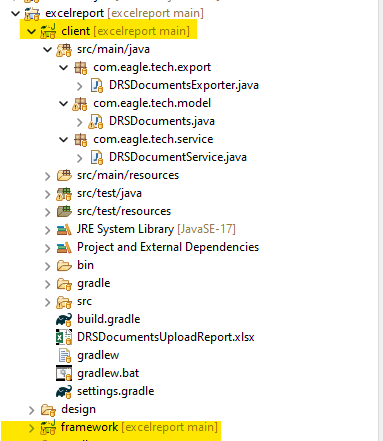 excelreport [excelreport main]
client [excelreport main]
src/main/java
com.eagle.tech.export
DRSDocumentsExporter.java
com.eagle.tech.model
DRSDocuments.java
com.eagle.tech.service
DRSDocumentService.java
src/main/resources
src/test/java
src/test/resources
JRE System Library [JavaSE-17]
Project and External Dependencies
bin
gradle
src
build.gradle
DRSDocumentsUploadReport.xlsx
gradlew
gradlew.bat
settings.gradle
design
framework [excelreport main]